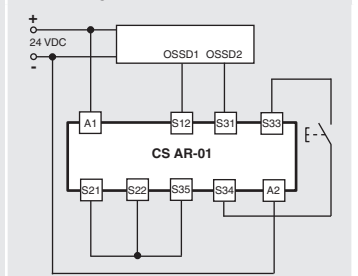 +
24 VDC
-
OSSD1 OSSD2
A1 S12 S31 S33
CS AR-01
S21 S22 S35 S34 A2
E